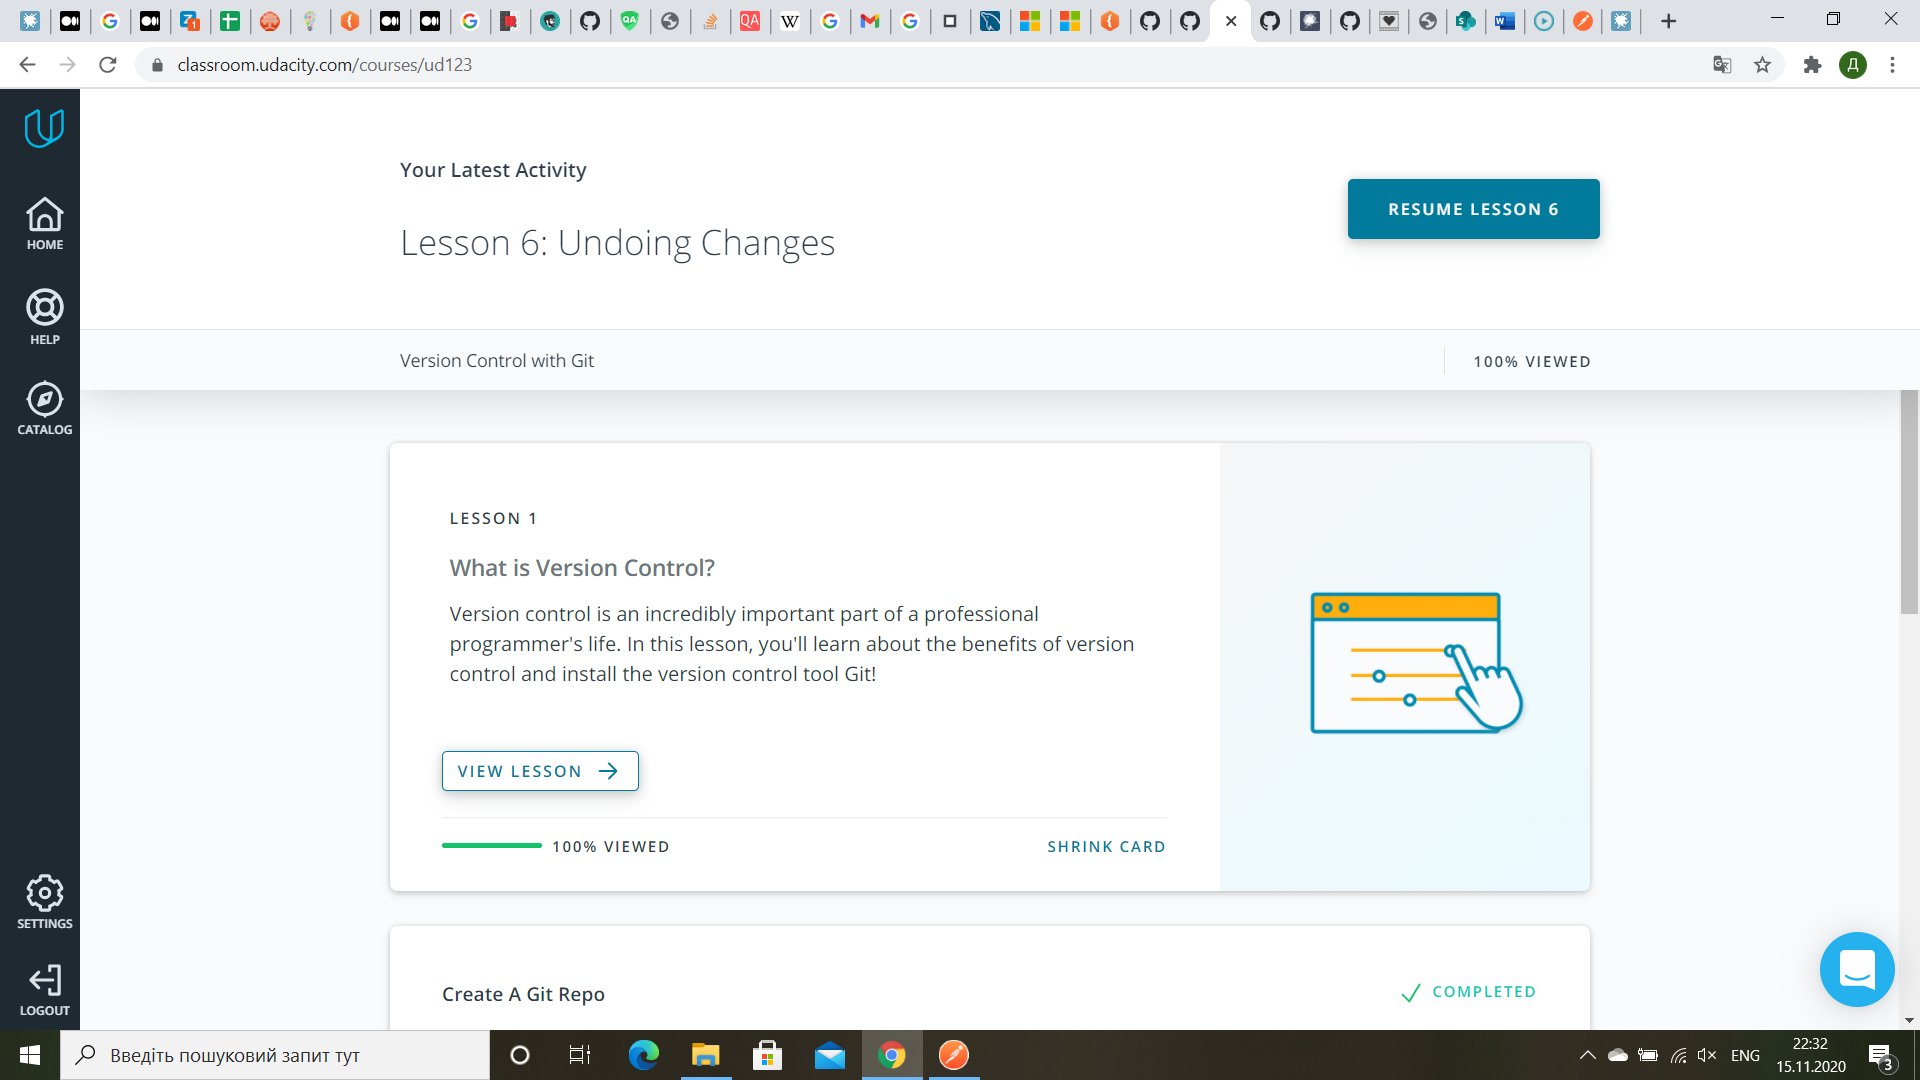 classroom.udacity.com/courses/ud123
Д
HOME
HELP
CATALOG
SETTINGS
LOGOUT
Your Latest Activity
Lesson 6: Undoing Changes
RESUME LESSON 6
Version Control with Git
100% VIEWED
LESSON 1
What is Version Control?
Version control is an incredibly important part of a professional
programmer's life. In this lesson, you'll learn about the benefits of version
control and install the version control tool Git!
VIEW LESSON
100% VIEWED
SHRINK CARD
Create A Git Repo
COMPLETED
Введіть пошуковий запит тут
ENG
22:32
15.11.2020
3